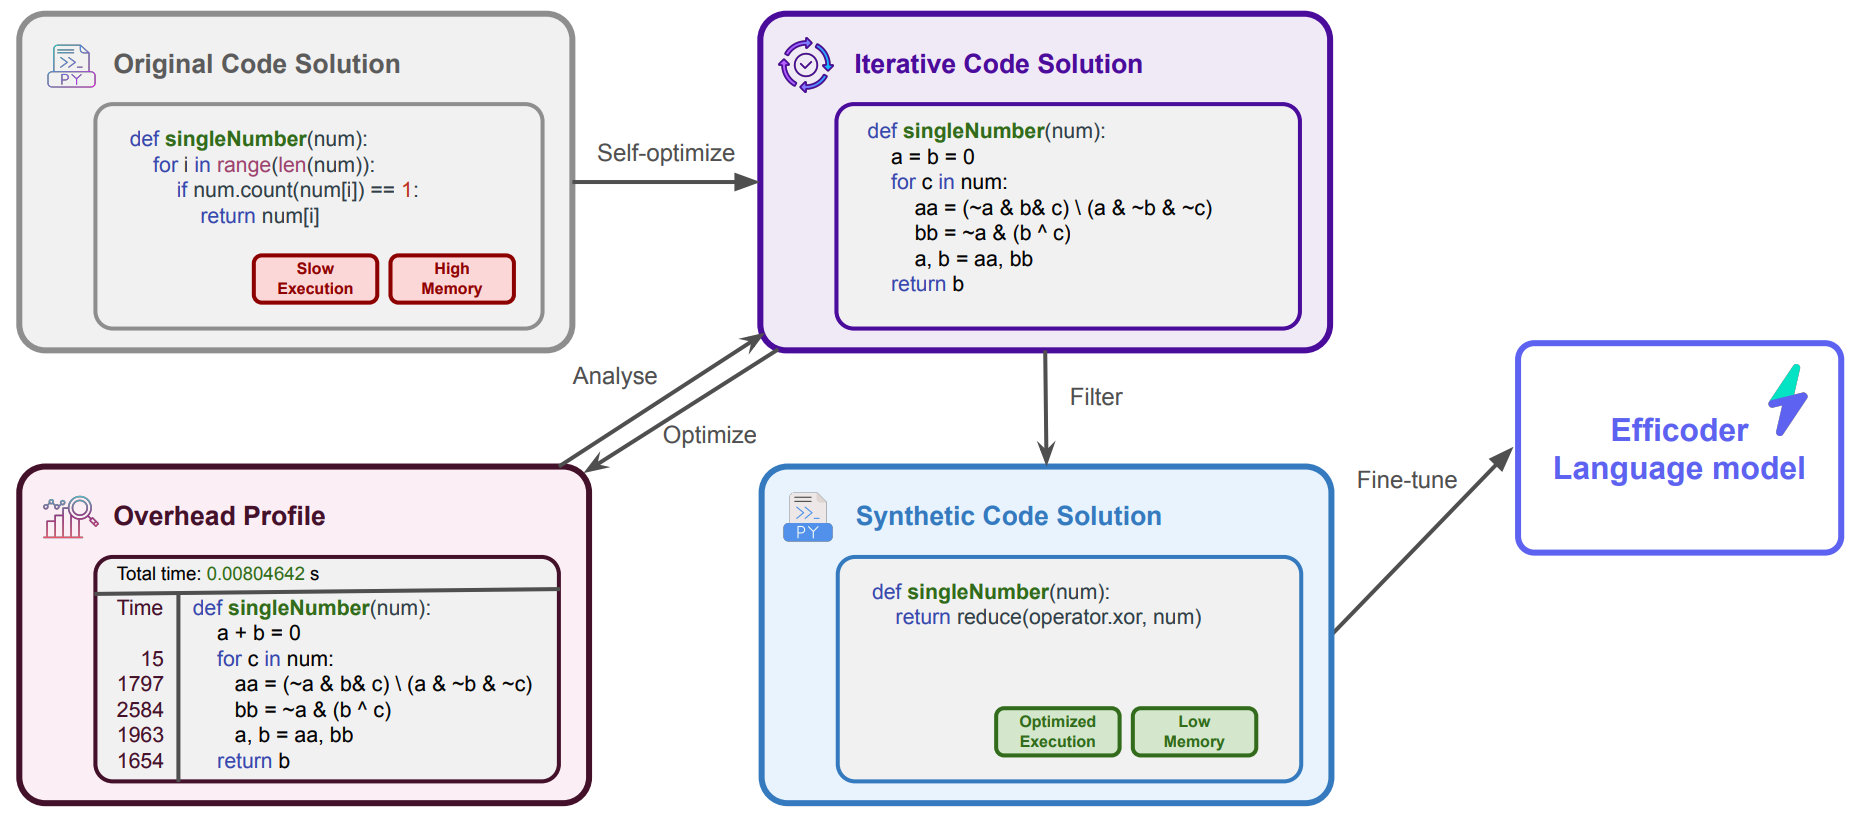 >>_
PY
Original Code Solution
def singleNumber(num):
for i in range(len(num)):
if num.count(num[i]) == 1:
return num[i]
Slow
Execution
High
Memory
Self-optimize
Iterative Code Solution
def singleNumber(num):
a = b = 0
for c in num:
aa = (~a & b& c) \ (a & ~b & ~c)
bb = ~a & (b ^ c)
a, b = aa, bb
return b
Analyse
Optimize
Filter
Overhead Profile
Total time: 0.00804642 s
Time
def singleNumber(num):
a + b = 0
15 for c in num:
1797 aa = (~a & b& c) \ (a & ~b & ~c)
2584 bb = ~a & (b ^ c)
1963 a, b = aa, bb
1654 return b
>>_
PY
Synthetic Code Solution
def singleNumber(num):
return reduce(operator.xor, num)
Optimized
Execution
Low
Memory
Fine-tune
Efficoder
Language model